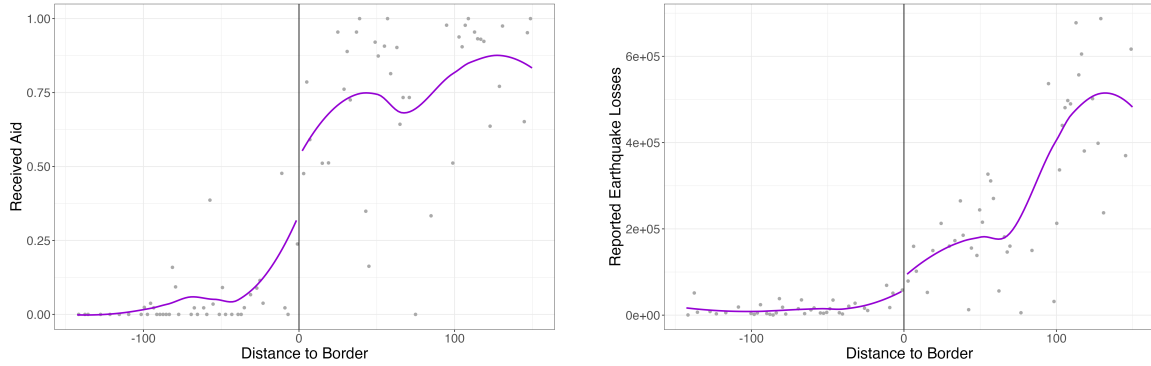 1.00
0.75
0.50
0.25
0.00
Received Aid
-100
0
100
Distance to Border
6e+05
4e+05
2e+05
0e+00
Reported Earthquake Losses
-100
0
100
Distance to Border